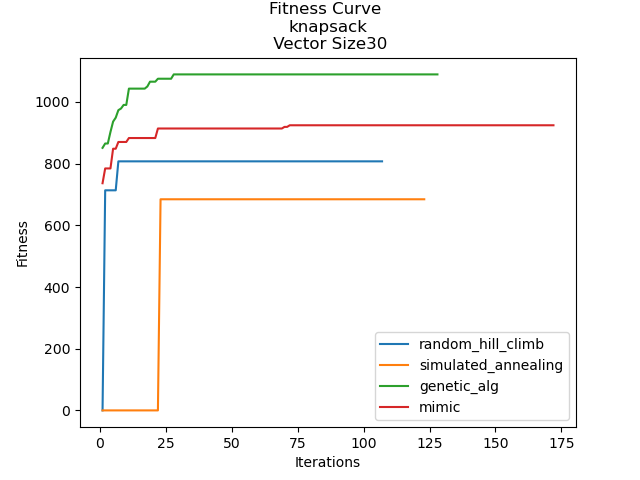 Fitness Curve
knapsack
Vector Size30
Fitness
1000
800
600
400
200
0
0 25 50 75 100 125 150 175
Iterations
random_hill_climb
simulated_annealing
genetic_alg
mimic